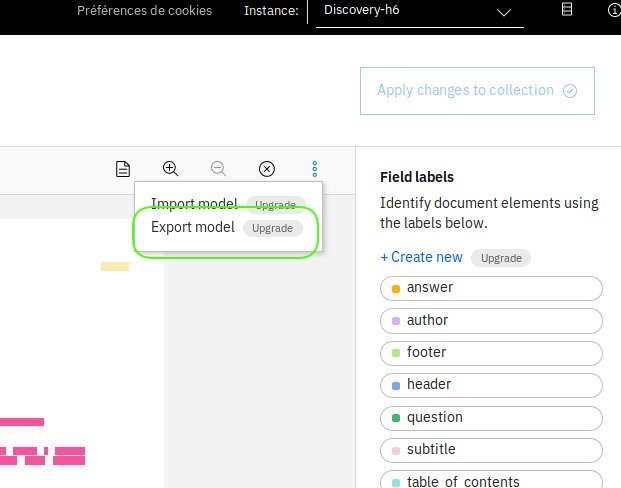 Préférences de cookies Instance: Discovery-h6
Apply changes to collection
Import model Upgrade
Export model Upgrade
Field labels
Identify document elements using
the labels below.
+ Create new Upgrade
answer
author
footer
header
question
subtitle
table_of_contents